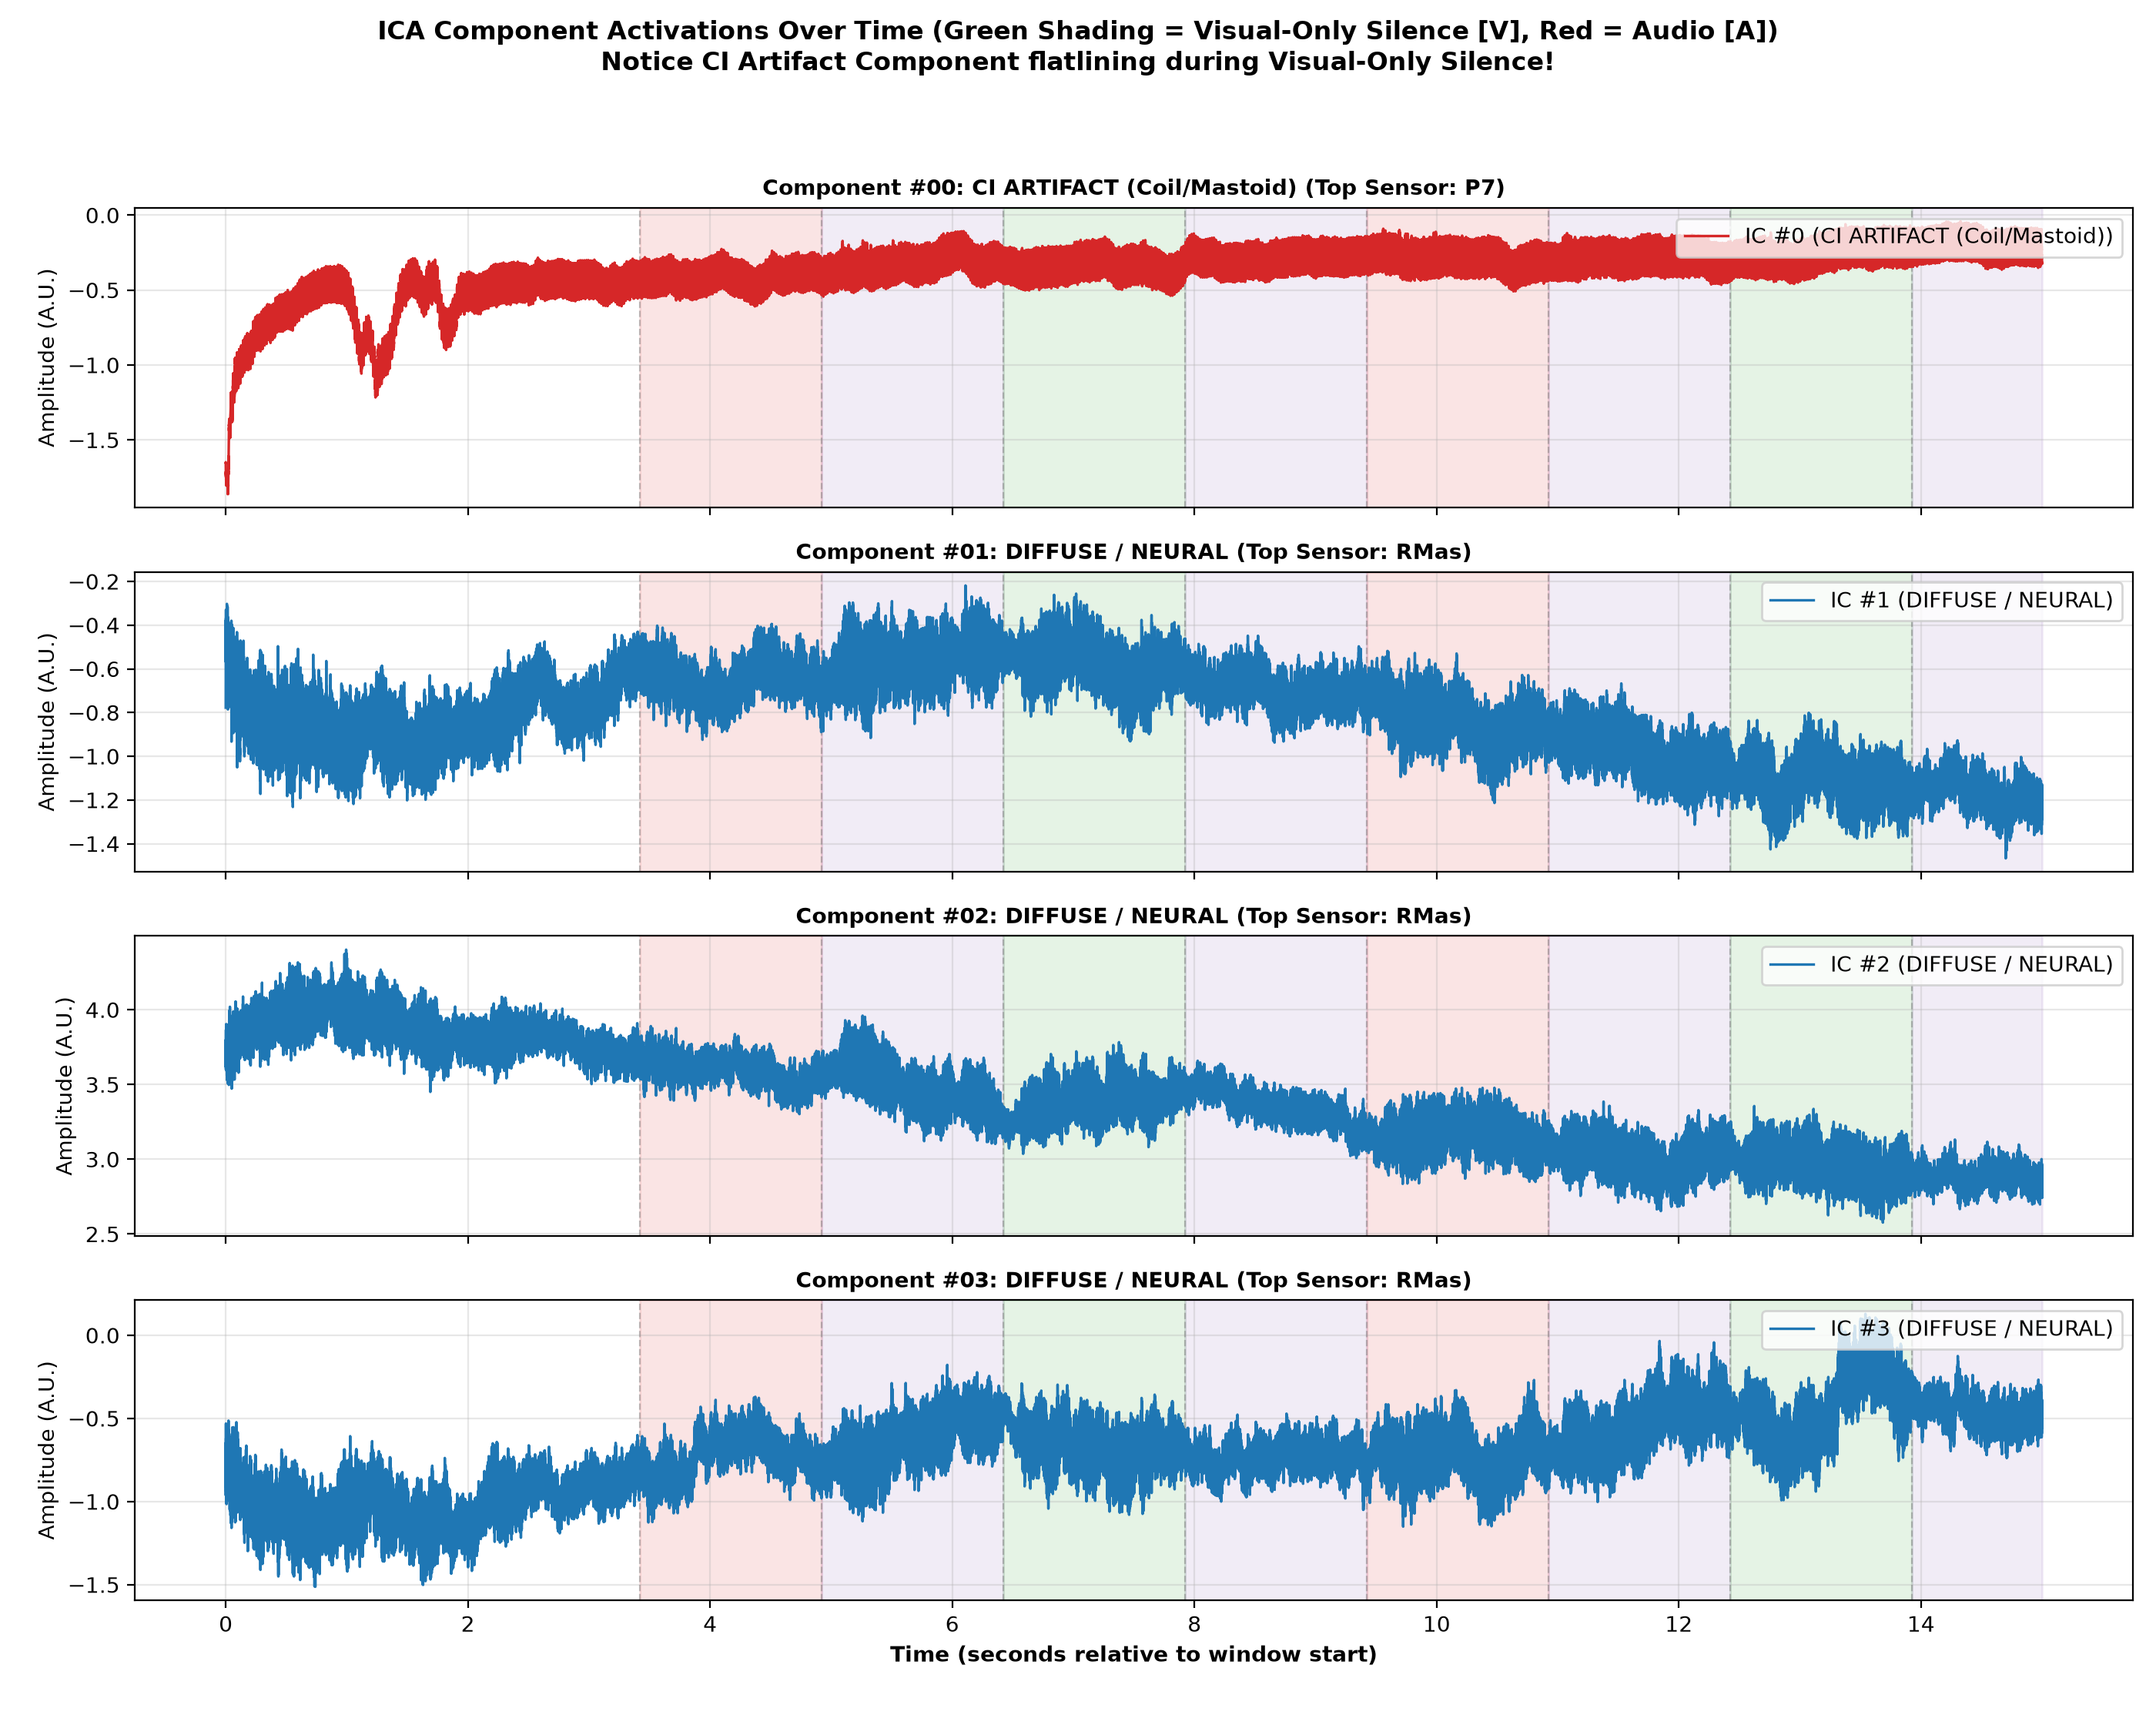 ICA Component Activations Over Time (Green Shading = Visual-Only Silence [V], Red = Audio [A])
Notice CI Artifact Component flatlining during Visual-Only Silence!
Component #00: CI ARTIFACT (Coil/Mastoid) (Top Sensor: P7)
IC #0 (CI ARTIFACT (Coil/Mastoid))
Amplitude (A.U.)
0.0
−0.5
−1.0
−1.5
Component #01: DIFFUSE / NEURAL (Top Sensor: RMas)
IC #1 (DIFFUSE / NEURAL)
Amplitude (A.U.)
−0.2
−0.4
−0.6
−0.8
−1.0
−1.2
−1.4
Component #02: DIFFUSE / NEURAL (Top Sensor: RMas)
IC #2 (DIFFUSE / NEURAL)
Amplitude (A.U.)
4.0
3.5
3.0
2.5
Component #03: DIFFUSE / NEURAL (Top Sensor: RMas)
IC #3 (DIFFUSE / NEURAL)
Amplitude (A.U.)
0.0
−0.5
−1.0
−1.5
0 2 4 6 8 10 12 14
Time (seconds relative to window start)